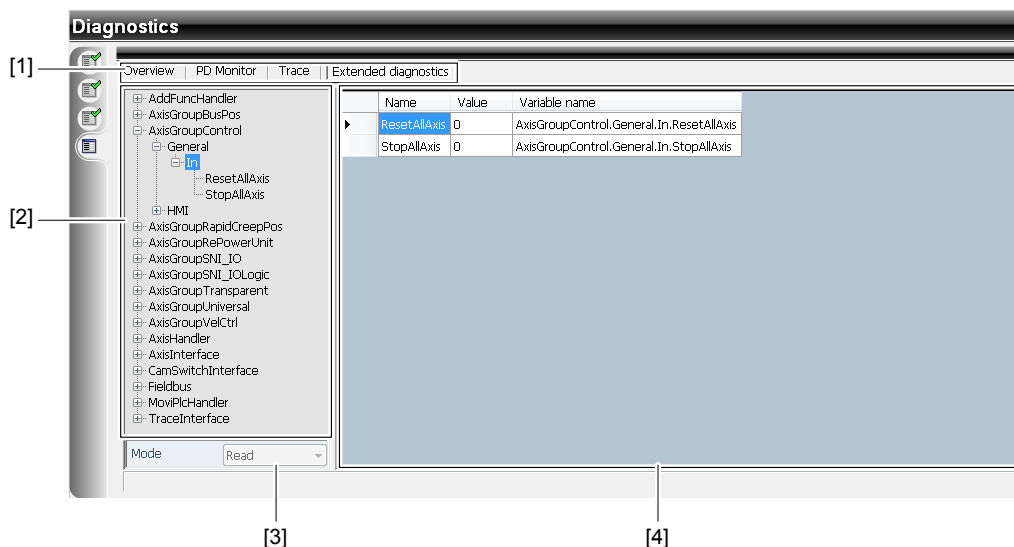 Diagnostics
[1]
Overview PD Monitor Trace Extended diagnostics
AddFuncHandler
AxisGroupBusPos
AxisGroupControl
General
In
ResetAllAxis
StopAllAxis
HMI
AxisGroupRapidCreepPos
AxisGroupRePowerUnit
AxisGroupSNI_IO
AxisGroupSNI_IOLogic
AxisGroupTransparent
AxisGroupUniversal
AxisGroupVelCtrl
AxisHandler
AxisInterface
CamSwitchInterface
Fieldbus
MoviPlcHandler
TraceInterface
[2]
Mode Read
Name Value Variable name
ResetAllAxis 0 AxisGroupControl.General.In.ResetAllAxis
StopAllAxis 0 AxisGroupControl.General.In.StopAllAxis
[3] [4]